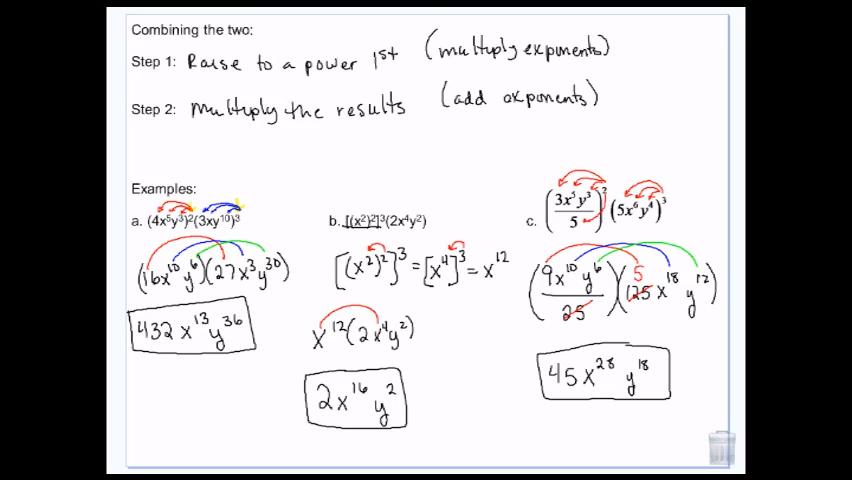 Combining the two:
Step 1: Raise to a power 1st (multiply exponents)
Step 2: multiply the results (add exponents)
Examples:
a. (4x⁵y³)²(3xy¹⁰)³
b. [(x²)²]³(2x⁴y²)
c. (3x⁵y³/5)² (5x⁶y⁴)³
(16x¹⁰y⁶)(27x³y³⁰)
[(x²)²]³ = [x⁴]³ = x¹²
(9x¹⁰y⁶/25)(125x¹⁸y¹²) 5
432x¹³y³⁶
x¹²(2x⁴y²)
2x¹⁶y²
45x²⁸y¹⁸